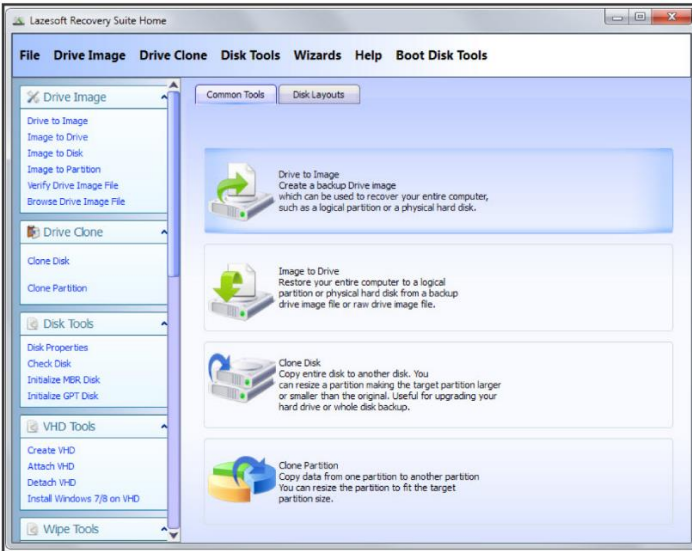 Lazesoft Recovery Suite Home
File Drive Image Drive Clone Disk Tools Wizards Help Boot Disk Tools
Drive Image
Drive to Image
Image to Drive
Image to Disk
Image to Partition
Verify Drive Image File
Browse Drive Image File
Drive Clone
Clone Disk
Clone Partition
Disk Tools
Disk Properties
Check Disk
Initialize MBR Disk
Initialize GPT Disk
VHD Tools
Create VHD
Attach VHD
Detach VHD
Install Windows 7/8 on VHD
Wipe Tools
Common Tools Disk Layouts
Drive to Image
Create a backup Drive image
which can be used to recover your entire computer,
such as a logical partition or a physical hard disk.
Image to Drive
Restore your entire computer to a logical
partition or physical hard disk from a backup
drive image file or raw drive image file.
Clone Disk
Copy entire disk to another disk. You
can resize a partition making the target partition larger
or smaller than the original. Useful for upgrading your
hard drive or whole disk backup.
Clone Partition
Copy data from one partition to another partition
You can resize the partition to fit the target
partition size.